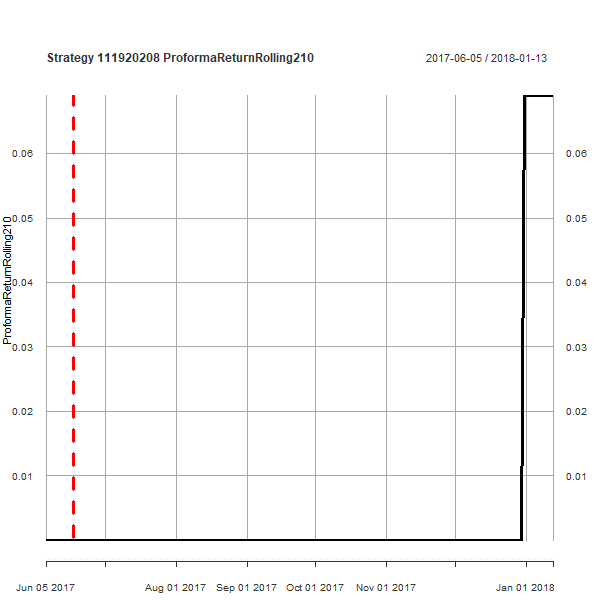 Strategy 111920208 ProformaReturnRolling210
2017-06-05 / 2018-01-13
ProformaReturnRolling210
0.06
0.05
0.04
0.03
0.02
0.01
0.06
0.05
0.04
0.03
0.02
0.01
Jun 05 2017
Aug 01 2017
Sep 01 2017
Oct 01 2017
Nov 01 2017
Jan 01 2018